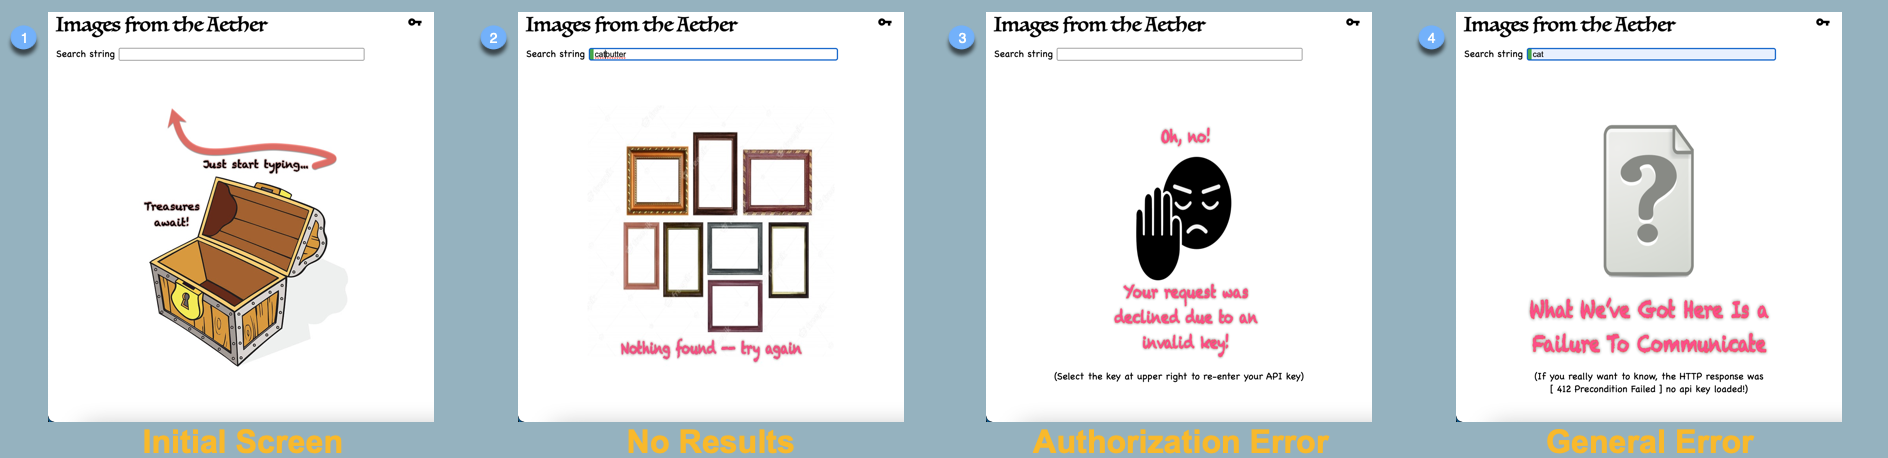 1
Images from the Aether
Search string
Just start typing...
Treasures
await!
Initial Screen
2
Images from the Aether
Search string catbutter
Nothing found -- try again
No Results
3
Images from the Aether
Search string
Oh, no!
Your request was
declined due to an
invalid key!
(Select the key at upper right to re-enter your API key)
Authorization Error
4
Images from the Aether
Search string cat
What We've Got Here Is a
Failure To Communicate
(If you really want to know, the HTTP response was
[ 412 Precondition Failed ] no api key loaded!)
General Error